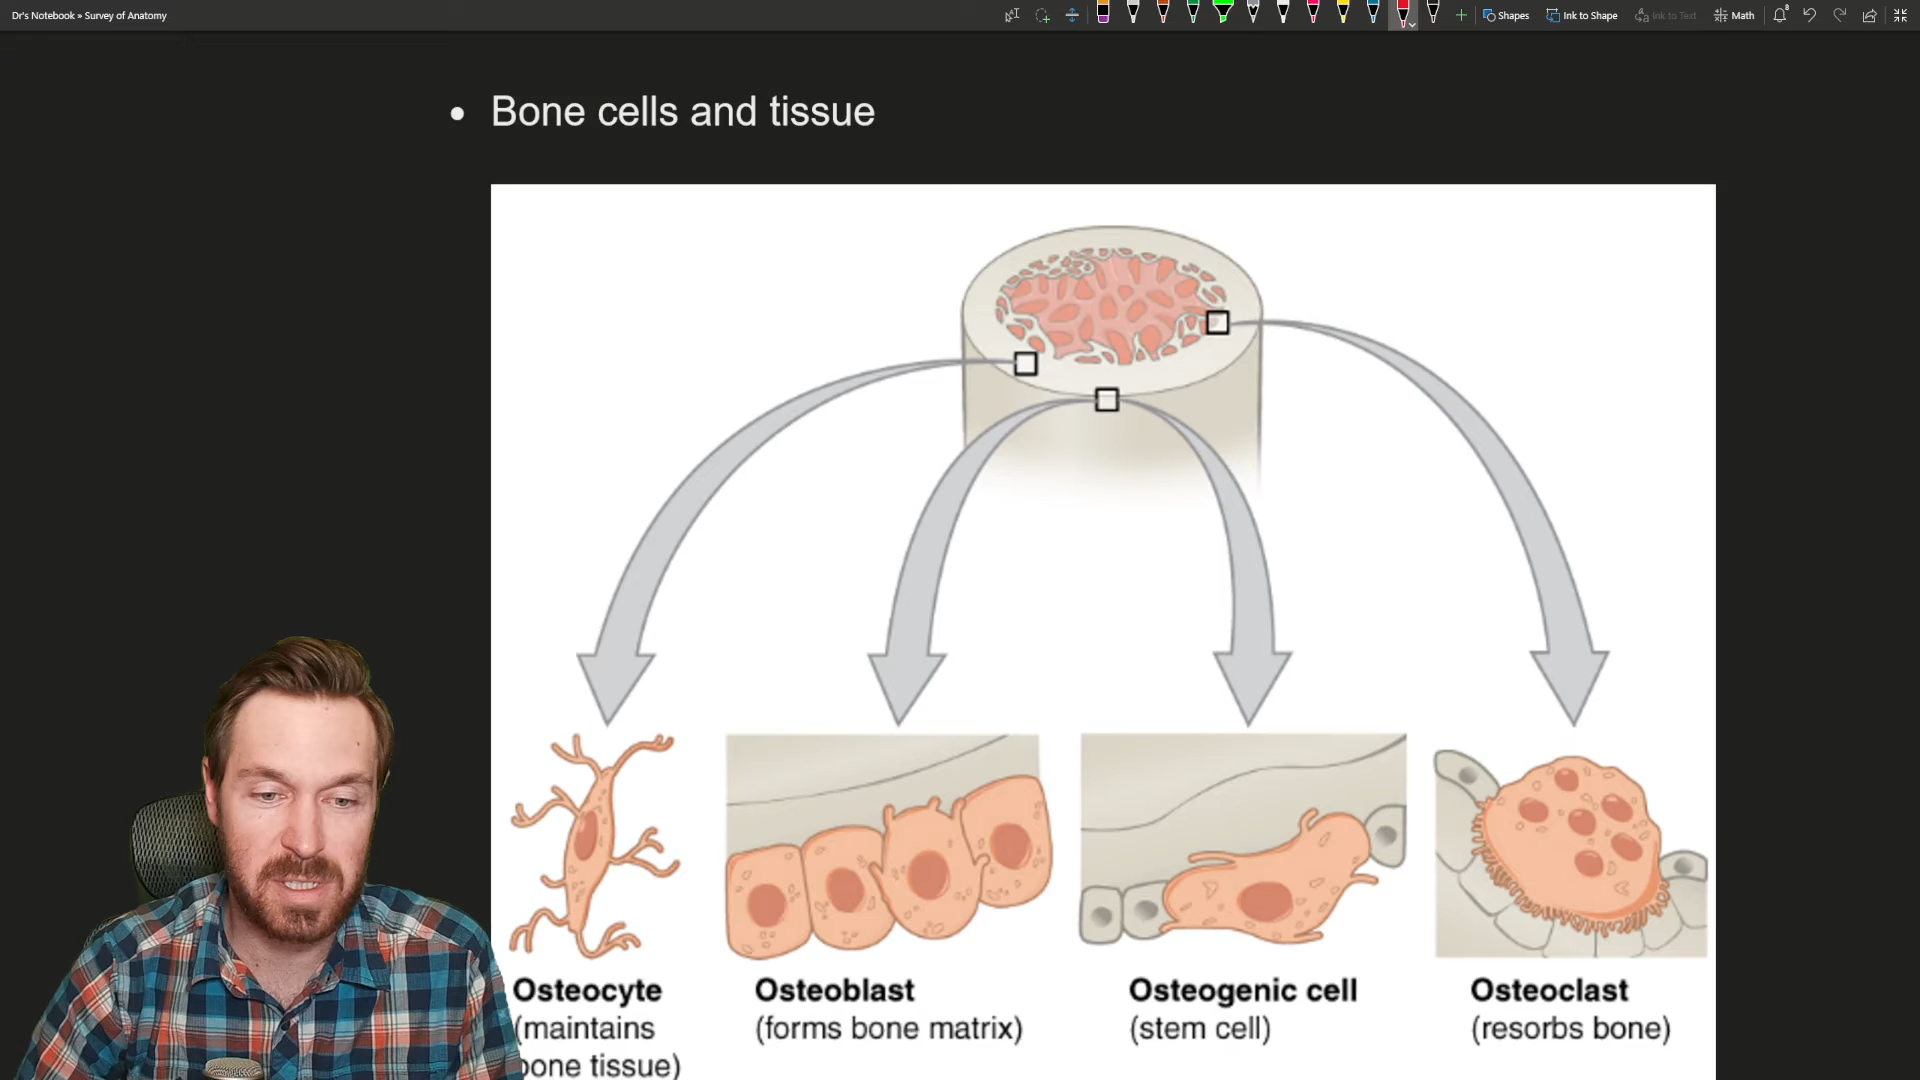 Dr's Notebook » Survey of Anatomy
Shapes
Ink to Shape
Ink to Text
Math
8
• Bone cells and tissue
Osteocyte
(maintains
bone tissue)
Osteoblast
(forms bone matrix)
Osteogenic cell
(stem cell)
Osteoclast
(resorbs bone)